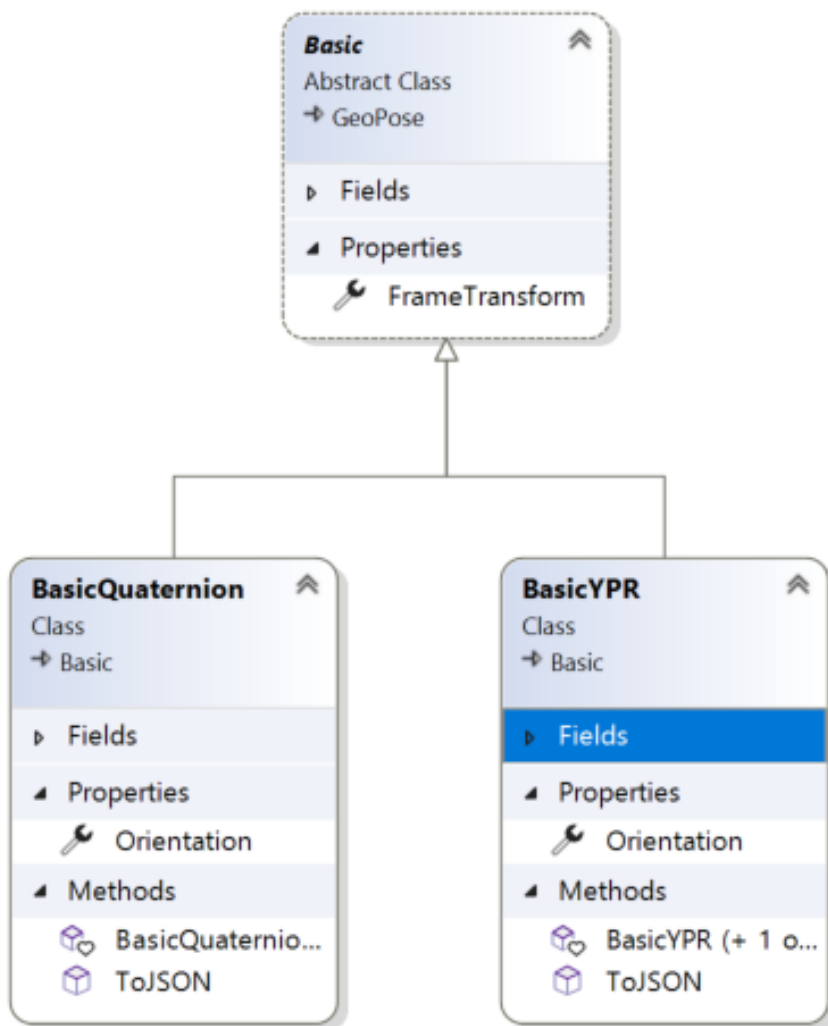 Basic
Abstract Class
GeoPose
Fields
Properties
FrameTransform
BasicQuaternion
Class
Basic
Fields
Properties
Orientation
Methods
BasicQuaternio...
ToJSON
BasicYPR
Class
Basic
Fields
Properties
Orientation
Methods
BasicYPR (+ 1 o...
ToJSON